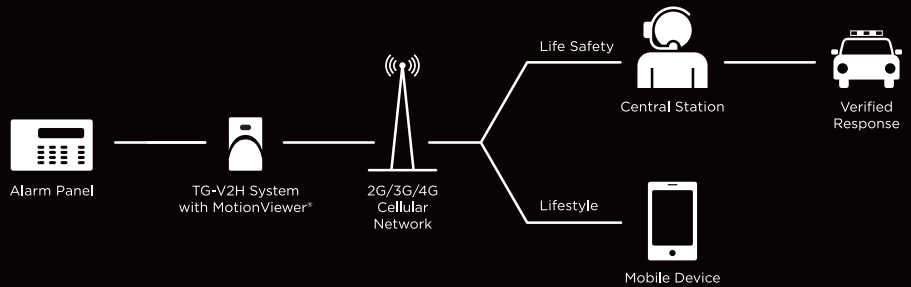 Life Safety
Central Station
Verified
Response
Alarm Panel
TG-V2H System
with MotionViewer®
2G/3G/4G
Cellular
Network
Lifestyle
Mobile Device